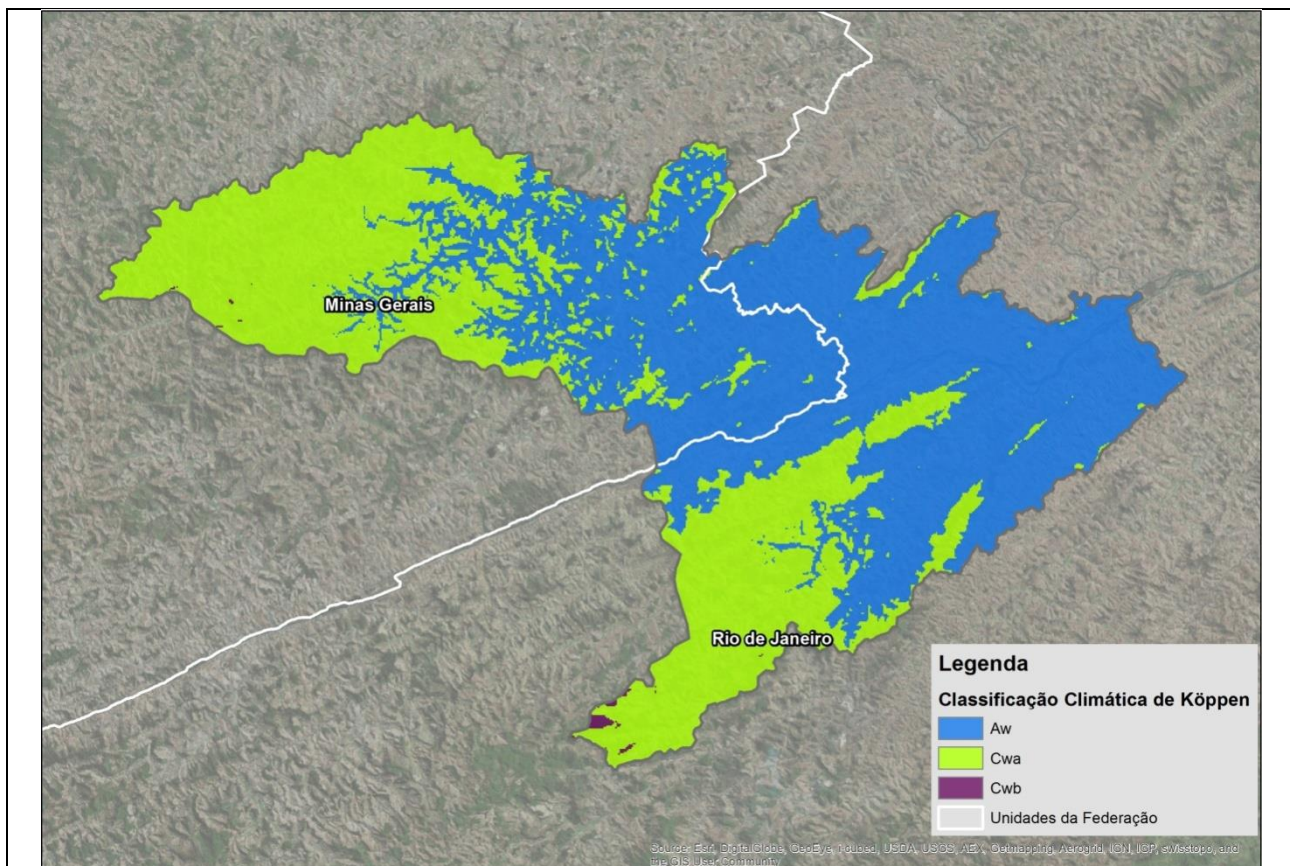 Minas Gerais
Rio de Janeiro
Legenda
Classificação Climática de Köppen
Aw
Cwa
Cwb
Unidades da Federação
Source: Esri, DigitalGlobe, GeoEye, i-cubed, USDA, USGS, AEX, Getmapping, Aerogrid, IGN, IGP, swisstopo, and
the GIS User Community